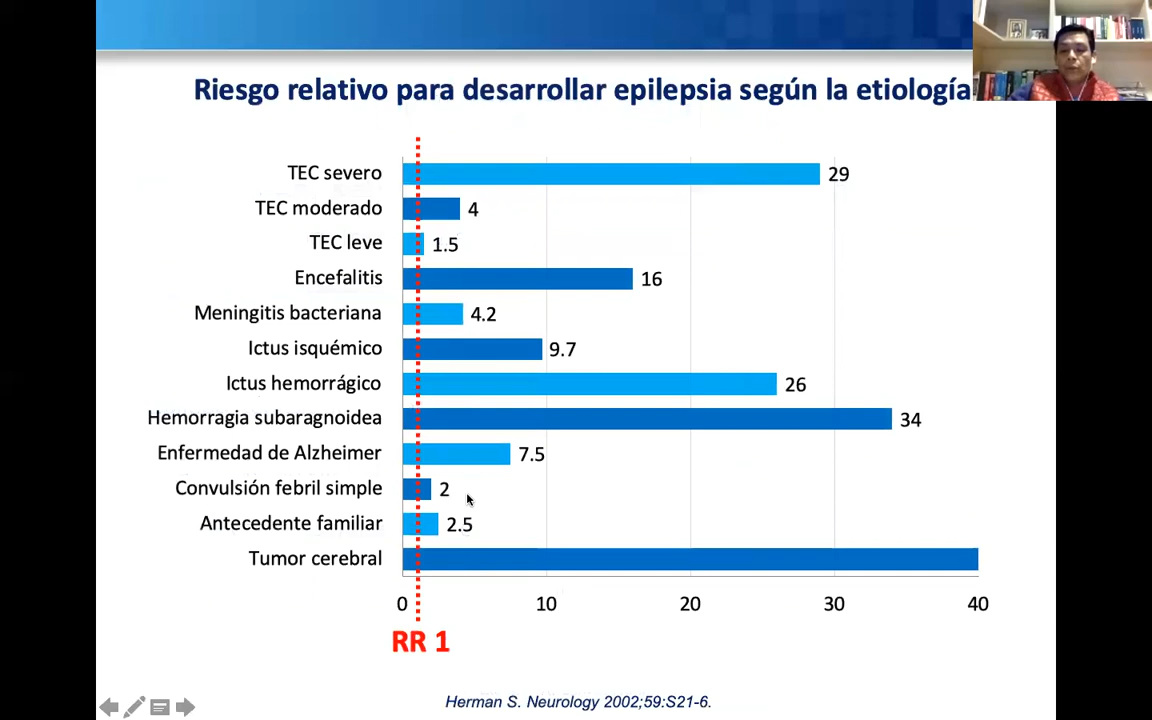 Riesgo relativo para desarrollar epilepsia según la etiología
TEC severo 29
TEC moderado 4
TEC leve 1.5
Encefalitis 16
Meningitis bacteriana 4.2
Ictus isquémico 9.7
Ictus hemorrágico 26
Hemorragia subaragnoidea 34
Enfermedad de Alzheimer 7.5
Convulsión febril simple 2
Antecedente familiar 2.5
Tumor cerebral
0 10 20 30 40
RR 1
Herman S. Neurology 2002;59:S21-6.